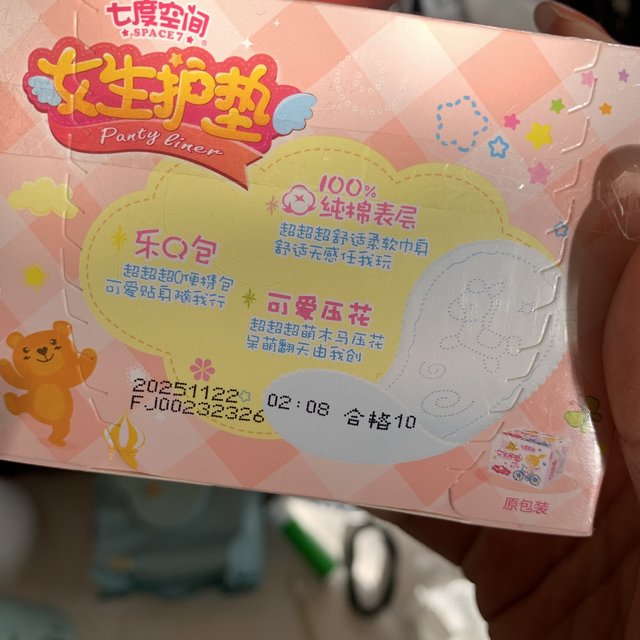 七度空间
SPACE7
®
女生护垫
Panty liner
100%
纯棉表层
超超超舒适柔软巾身
舒适无感任我玩
乐Q包
超超超Q便携包
可爱贴身随我行
可爱压花
超超超萌木马压花
呆萌翻天由我创
20251122 02:08 合格10
FJ00232326
原包装